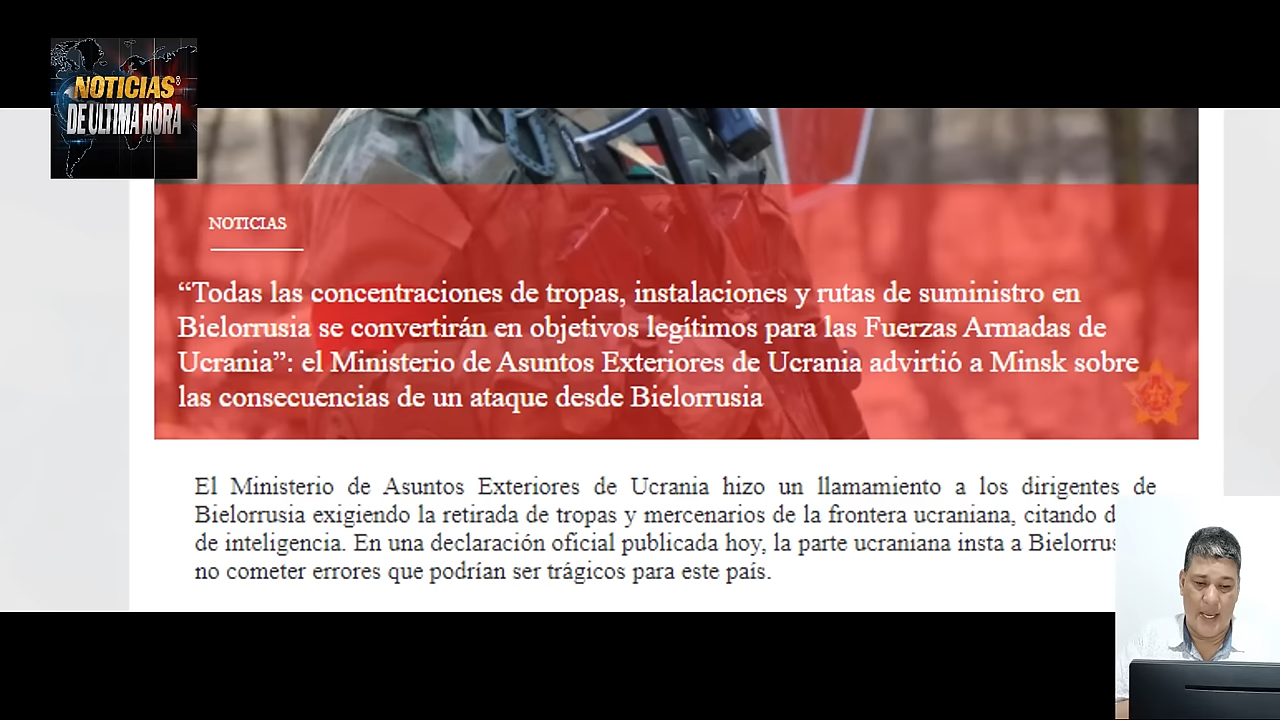 NOTICIAS
DE ULTIMA HORA
NOTICIAS
“Todas las concentraciones de tropas, instalaciones y rutas de suministro en
Bielorrusia se convertirán en objetivos legítimos para las Fuerzas Armadas de
Ucrania”: el Ministerio de Asuntos Exteriores de Ucrania advirtió a Minsk sobre
las consecuencias de un ataque desde Bielorrusia
El Ministerio de Asuntos Exteriores de Ucrania hizo un llamamiento a los dirigentes de
Bielorrusia exigiendo la retirada de tropas y mercenarios de la frontera ucraniana, citando
de inteligencia. En una declaración oficial publicada hoy, la parte ucraniana insta a
no cometer errores que podrían ser trágicos para este país.